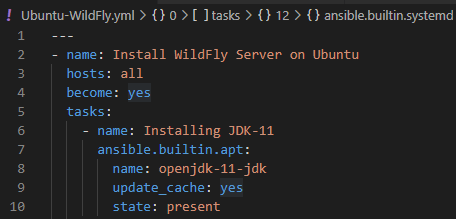 ! Ubuntu-WildFly.yml > {} 0 > [ ] tasks > {} 12 > {} ansible.builtin.systemd
1 ---
2 - name: Install WildFly Server on Ubuntu
3   hosts: all
4   become: yes
5   tasks:
6     - name: Installing JDK-11
7       ansible.builtin.apt:
8         name: openjdk-11-jdk
9         update_cache: yes
10         state: present